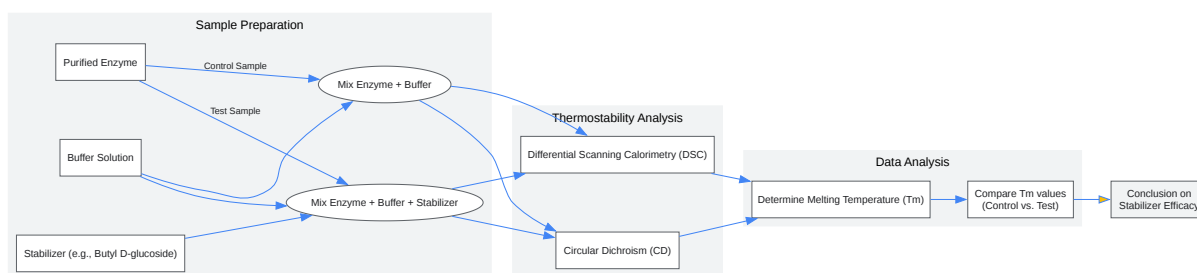 Sample Preparation
Purified Enzyme
Control Sample
Mix Enzyme + Buffer
Test Sample
Buffer Solution
Mix Enzyme + Buffer + Stabilizer
Stabilizer (e.g., Butyl D-glucoside)
Thermostability Analysis
Differential Scanning Calorimetry (DSC)
Circular Dichroism (CD)
Data Analysis
Determine Melting Temperature (Tm)
Compare Tm values
(Control vs. Test)
Conclusion on
Stabilizer Efficacy